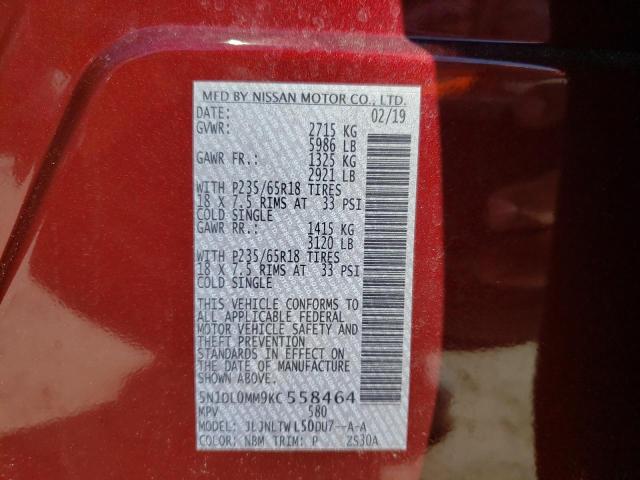 MFD BY NISSAN MOTOR CO., LTD.
DATE: 02/19
GVWR: 2715 KG
5986 LB
GAWR FR.: 1325 KG
2921 LB
WITH P235/65R18 TIRES
18 X 7.5 RIMS AT 33 PSI
COLD SINGLE
GAWR RR.: 1415 KG
3120 LB
WITH P235/65R18 TIRES
18 X 7.5 RIMS AT 33 PSI
COLD SINGLE
THIS VEHICLE CONFORMS TO
ALL APPLICABLE FEDERAL
MOTOR VEHICLE SAFETY AND
THEFT PREVENTION
STANDARDS IN EFFECT ON
THE DATE OF MANUFACTURE
SHOWN ABOVE.
5N1DL0MM9KC558464
KPV 580
MODEL: JLJNLTWL50DU7--A-A
COLOR: NBM TRIM: P ZS30A